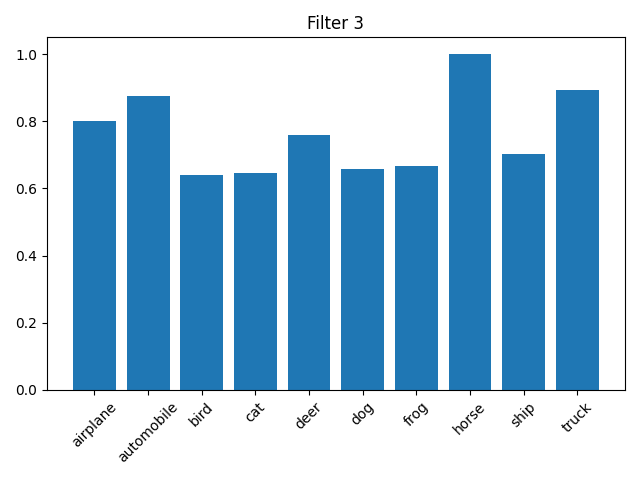 Filter 3
1.0
0.8
0.6
0.4
0.2
0.0
airplane
automobile
bird
cat
deer
dog
frog
horse
ship
truck